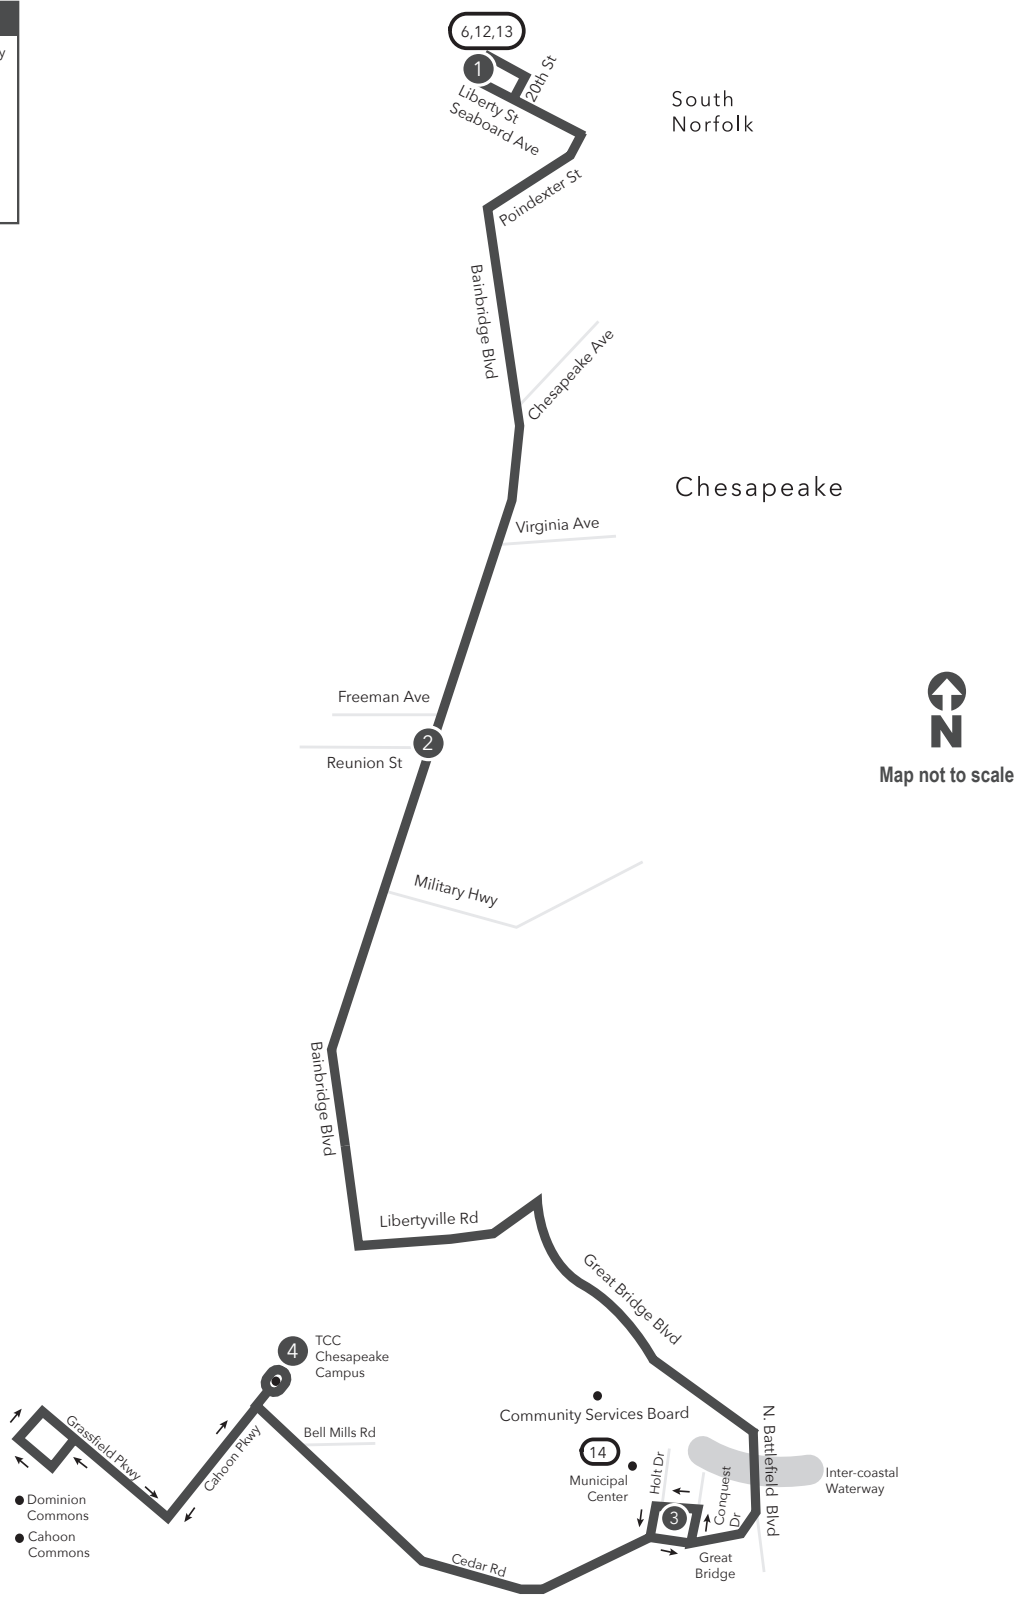 6,12,13
y
1
20th St
Liberty St
Seaboard Ave
South
Norfolk
Poindexter St
Bainbridge Blvd
Chesapeake Ave
Chesapeake
Virginia Ave
Freeman Ave
2
Reunion St
N
Map not to scale
Military Hwy
Bainbridge Blvd
Libertyville Rd
Great Bridge Blvd
4
TCC
Chesapeake
Campus
Community Services Board
N. Battlefield Blvd
Grassfield Pkwy
Cahoon Pkwy
Bell Mills Rd
14
Municipal
Center
Holt Dr
Conquest
Dr
Inter-coastal
Waterway
Dominion
Commons
Cahoon
Commons
3
Cedar Rd
Great
Bridge